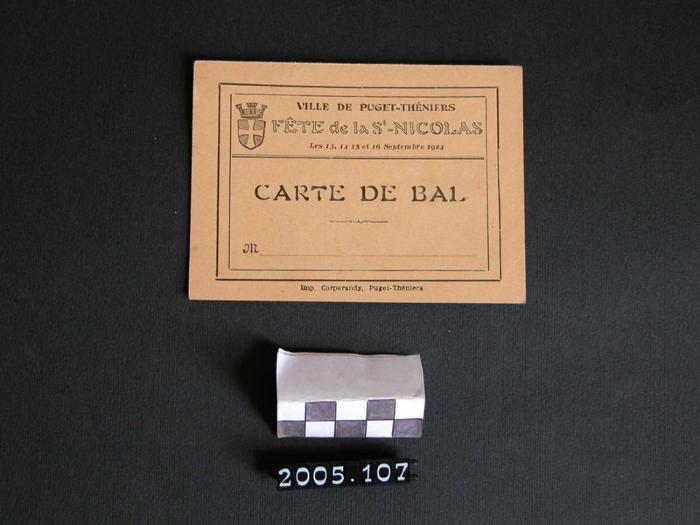 VILLE DE PUGET-THÉNIERS
FÊTE de la St-NICOLAS
Les 13, 14 15 et 16 Septembre 1924
CARTE DE BAL
M
Imp. Corporandy, Puget-Théniers
2005.107